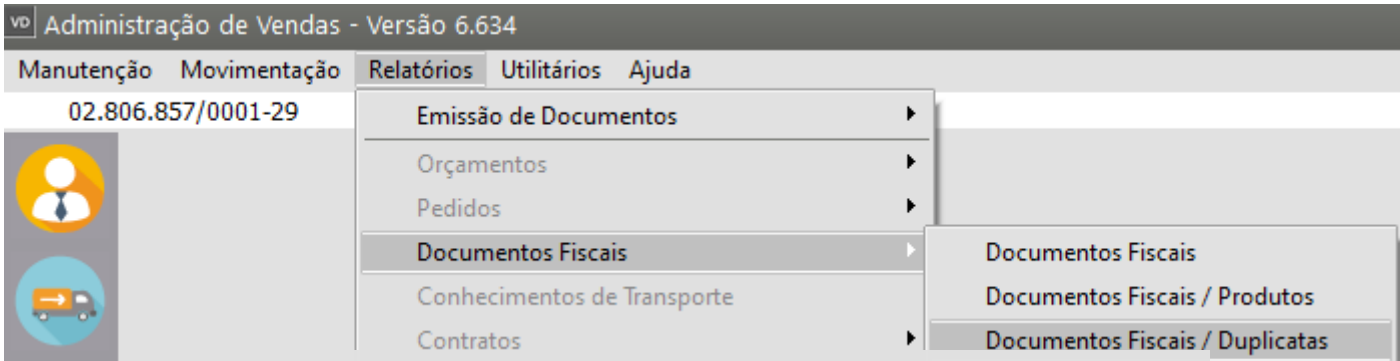 VD Administração de Vendas - Versão 6.634
Manutenção Movimentação Relatórios Utilitários Ajuda
02.806.857/0001-29
Emissão de Documentos
Orçamentos
Pedidos
Documentos Fiscais
Conhecimentos de Transporte
Contratos
Documentos Fiscais
Documentos Fiscais / Produtos
Documentos Fiscais / Duplicatas